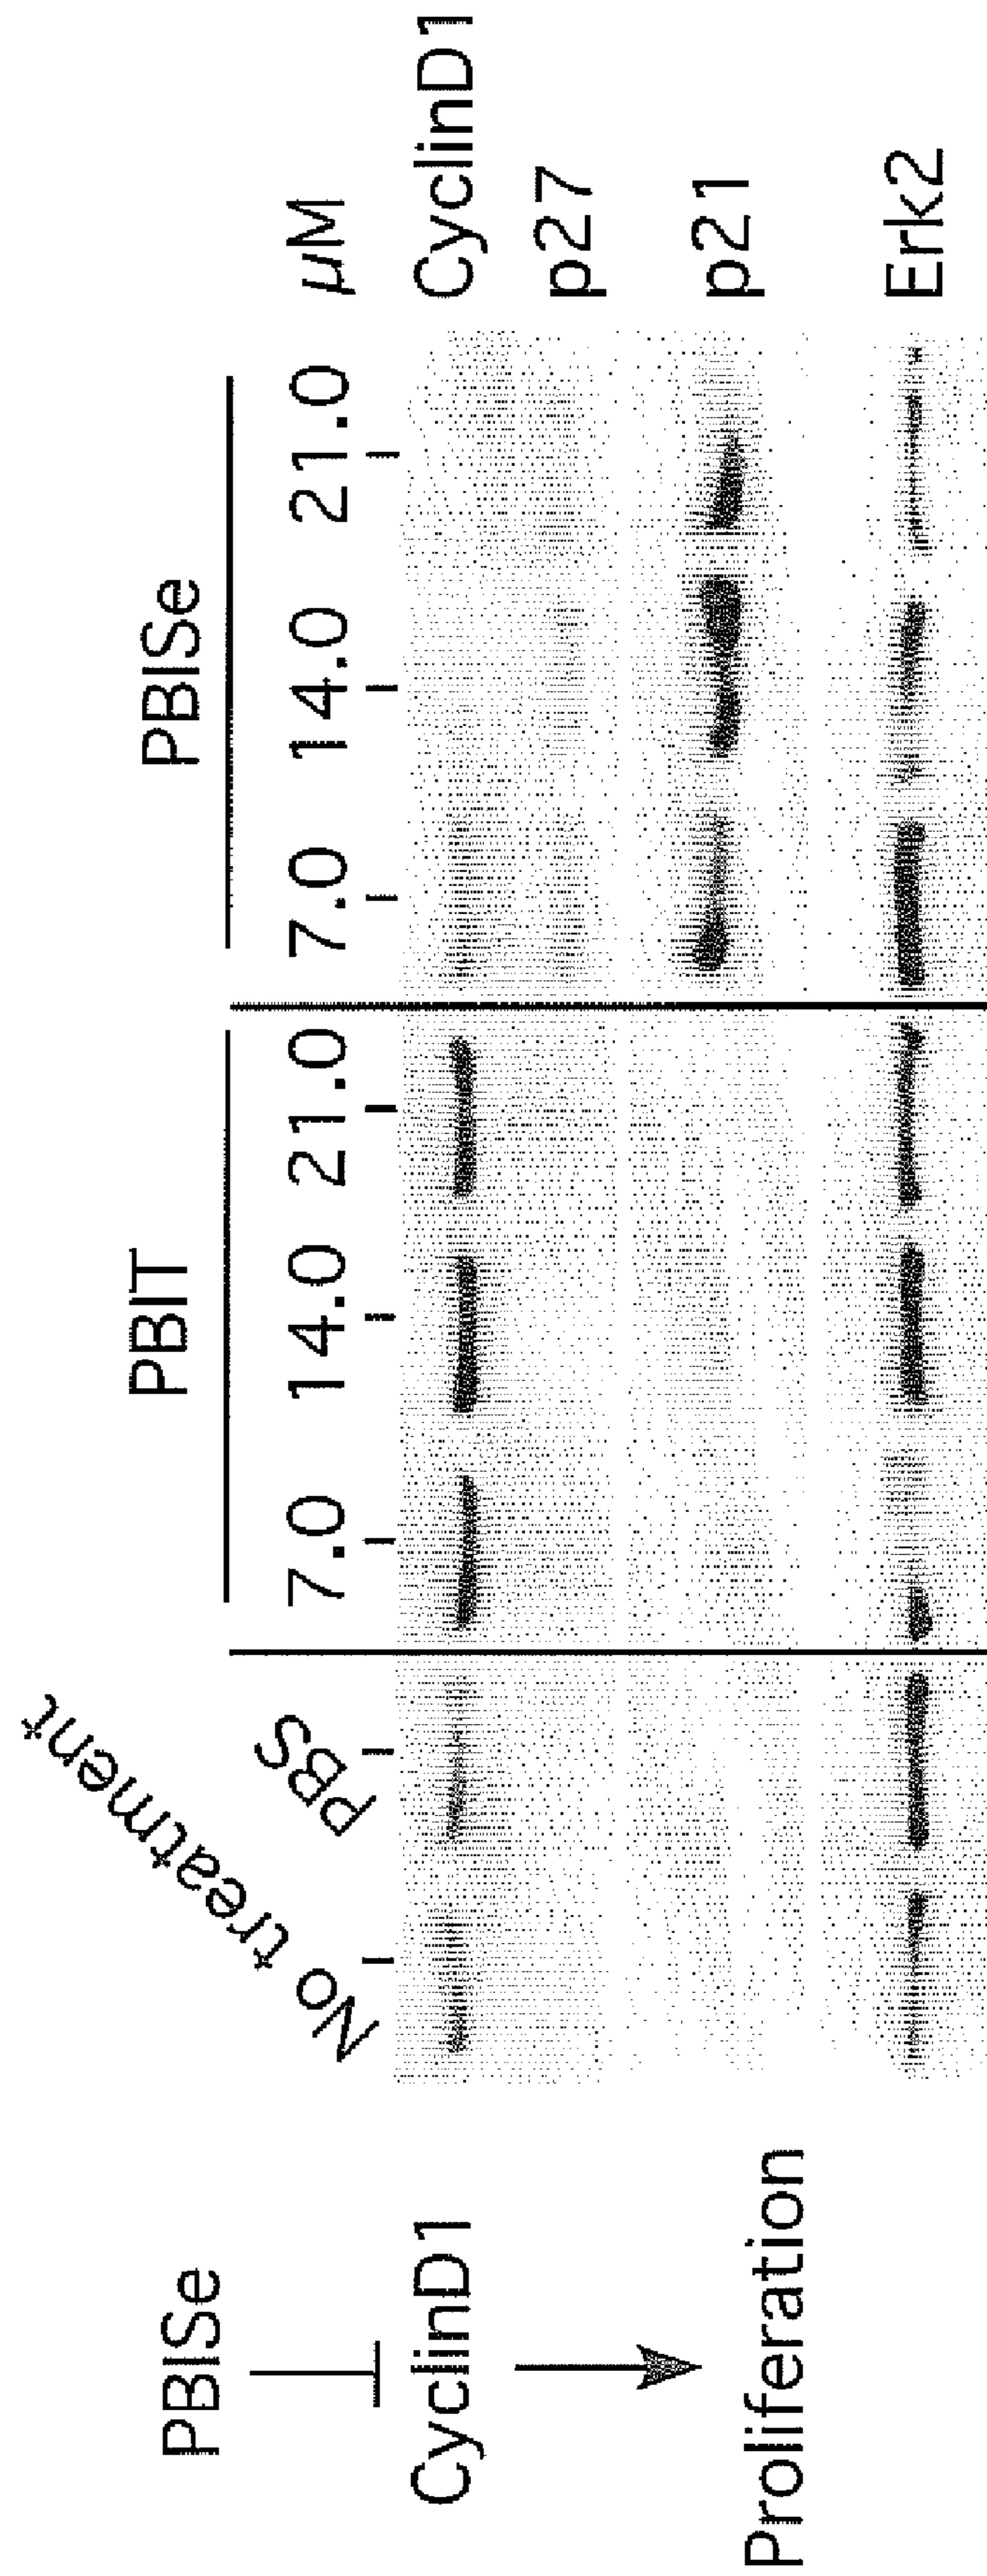 PBISe
CyclinD1
Proliferation
No treatment
PBS
PBIT
7.0 14.0 21.0
PBISe
7.0 14.0 21.0 μM
CyclinD1
p27
p21
Erk2